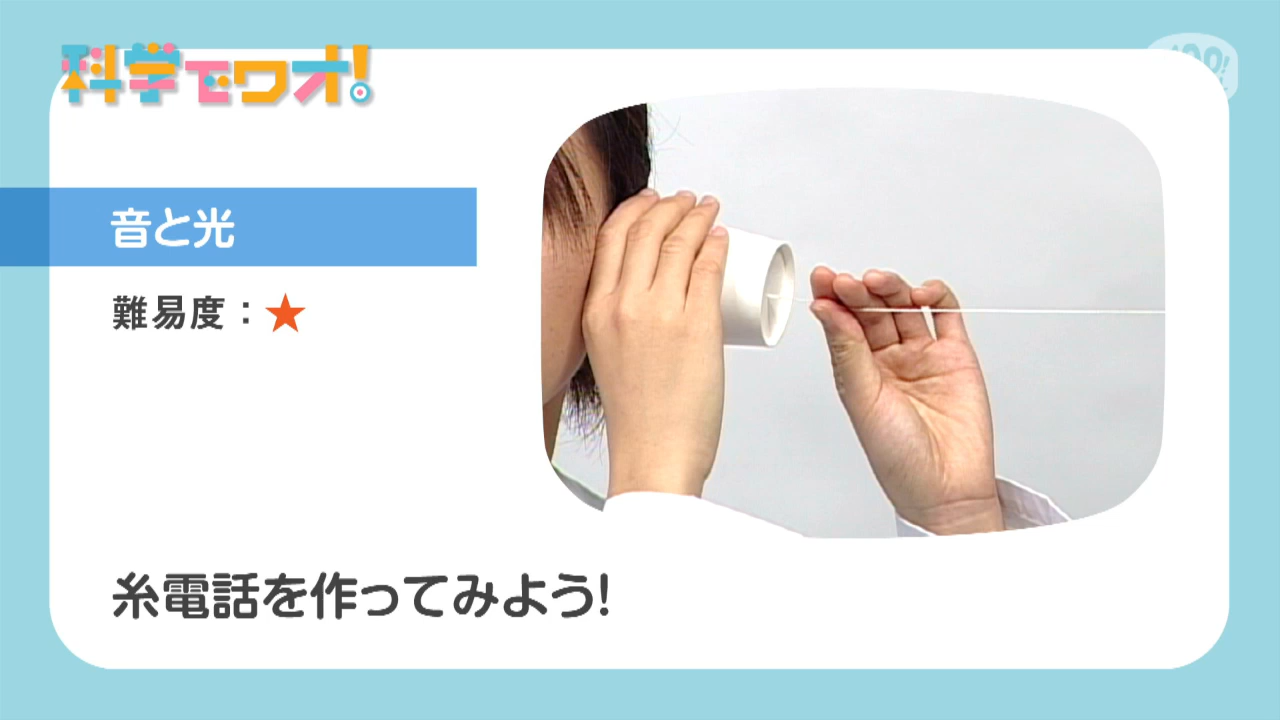 科学でワオ!
音と光
難易度：★
糸電話を作ってみよう!